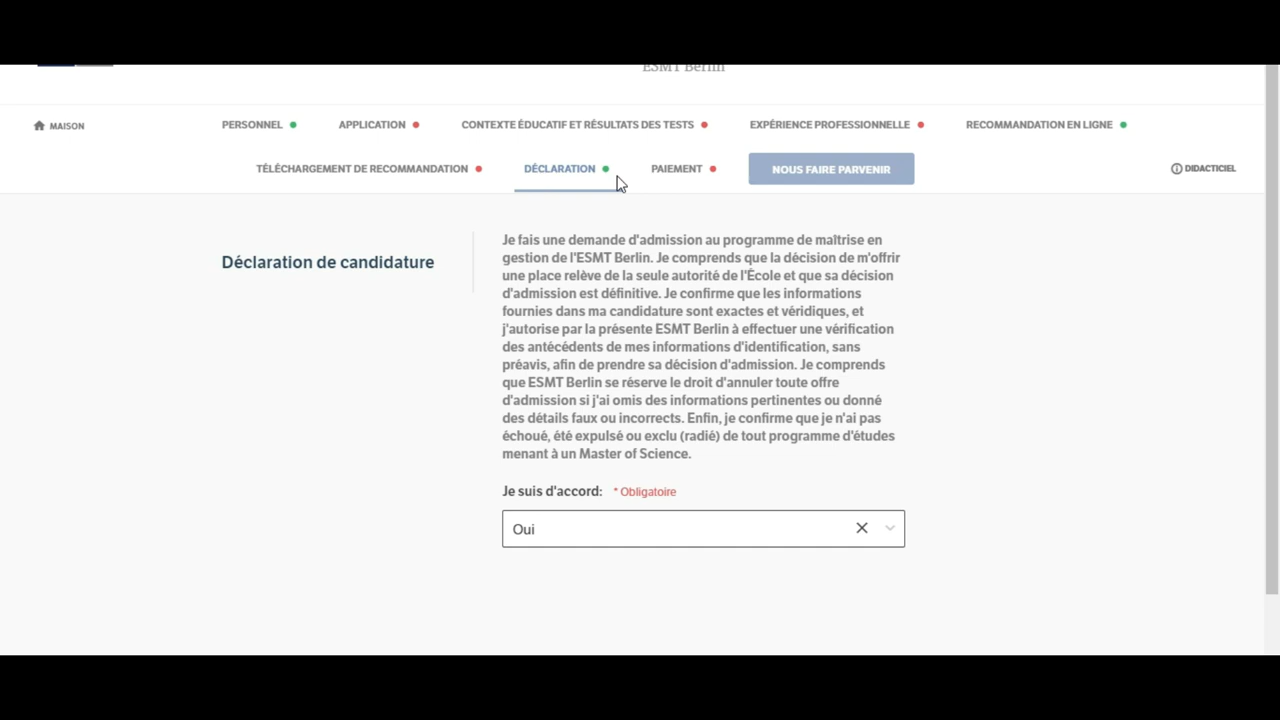 ESMT Berlin
MAISON
PERSONNEL
APPLICATION
CONTEXTE ÉDUCATIF ET RÉSULTATS DES TESTS
EXPÉRIENCE PROFESSIONNELLE
RECOMMANDATION EN LIGNE
TÉLÉCHARGEMENT DE RECOMMANDATION
DÉCLARATION
PAIEMENT
NOUS FAIRE PARVENIR
DIDACTICIEL
Déclaration de candidature
Je fais une demande d'admission au programme de maîtrise en
gestion de l'ESMT Berlin. Je comprends que la décision de m'offrir
une place relève de la seule autorité de l'École et que sa décision
d'admission est définitive. Je confirme que les informations
fournies dans ma candidature sont exactes et véridiques, et
j'autorise par la présente ESMT Berlin à effectuer une vérification
des antécédents de mes informations d'identification, sans
préavis, afin de prendre sa décision d'admission. Je comprends
que ESMT Berlin se réserve le droit d'annuler toute offre
d'admission si j'ai omis des informations pertinentes ou donné
des détails faux ou incorrects. Enfin, je confirme que je n'ai pas
échoué, été expulsé ou exclu (radié) de tout programme d'études
menant à un Master of Science.
Je suis d'accord: * Obligatoire
Oui